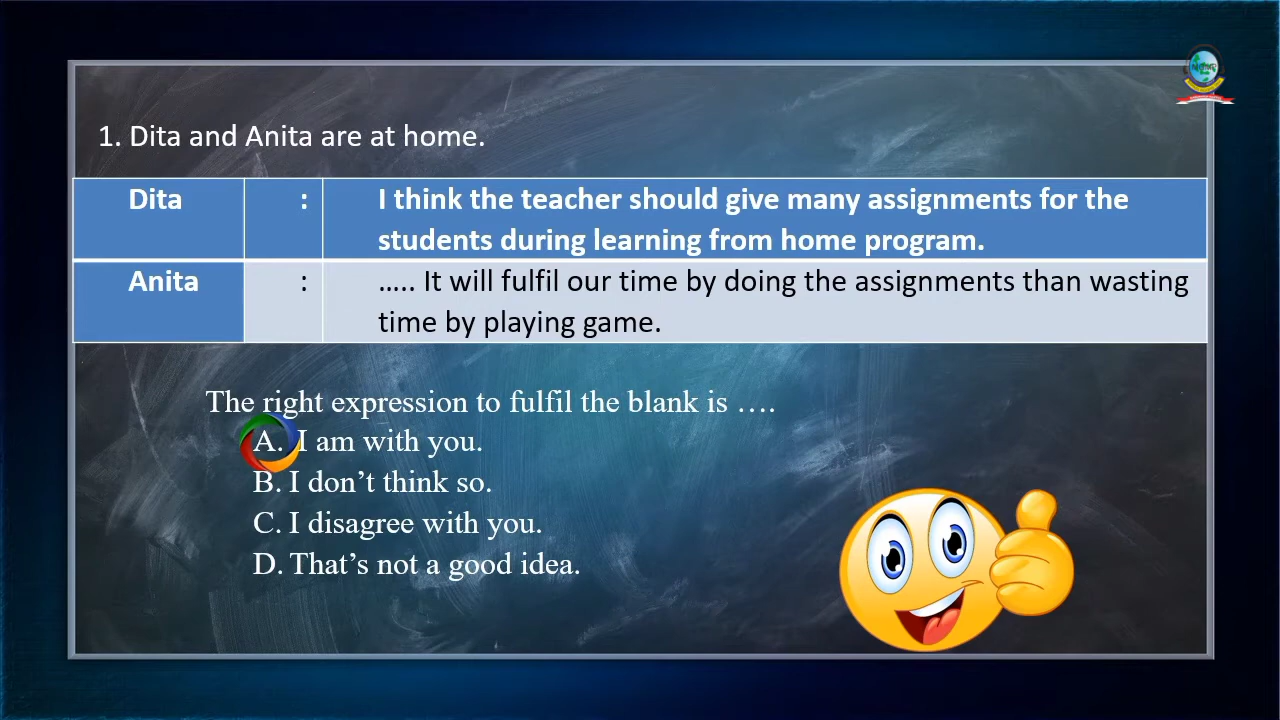 1. Dita and Anita are at home.
Dita : I think the teacher should give many assignments for the
students during learning from home program.
Anita : ..... It will fulfil our time by doing the assignments than wasting
time by playing game.
The right expression to fulfil the blank is ….
A. I am with you.
B. I don’t think so.
C. I disagree with you.
D. That’s not a good idea.